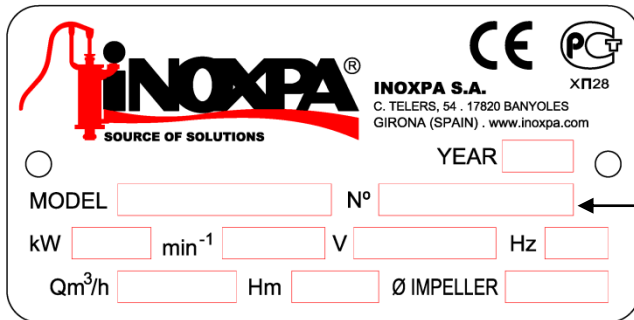 CE PCT
iNOXPA®
ХП28
INOXPA S.A.
C. TELERS, 54 . 17820 BANYOLES
SOURCE OF SOLUTIONS
GIRONA (SPAIN) . www.inoxpa.com
YEAR
MODEL Nº
kW min⁻¹ V Hz
Qm³/h Hm Ø IMPELLER